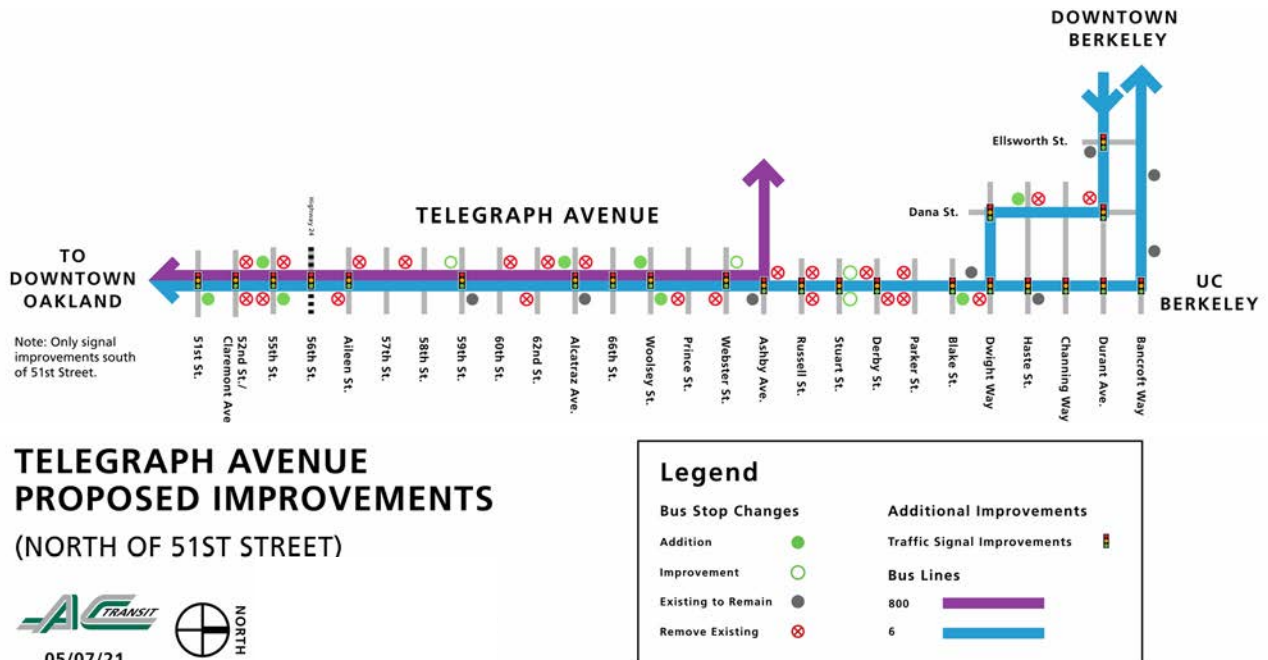 DOWNTOWN
BERKELEY
Ellsworth St.
Highway 24
TELEGRAPH AVENUE
Dana St.
TO
DOWNTOWN
OAKLAND
UC
BERKELEY
Note: Only signal
improvements south
of 51st Street.
51st St.
52nd St./
Claremont Ave
55th St.
56th St.
Aileen St.
57th St.
58th St.
59th St.
60th St.
62nd St.
Alcatraz Ave.
66th St.
Woolsey St.
Prince St.
Webster St.
Ashby Ave.
Russell St.
Stuart St.
Derby St.
Parker St.
Blake St.
Dwight Way
Haste St.
Channing Way
Durant Ave.
Bancroft Way
TELEGRAPH AVENUE
PROPOSED IMPROVEMENTS
(NORTH OF 51ST STREET)
AC TRANSIT
NORTH
05/07/21
Legend
Bus Stop Changes
Addition
Improvement
Existing to Remain
Remove Existing
Additional Improvements
Traffic Signal Improvements
Bus Lines
800
6